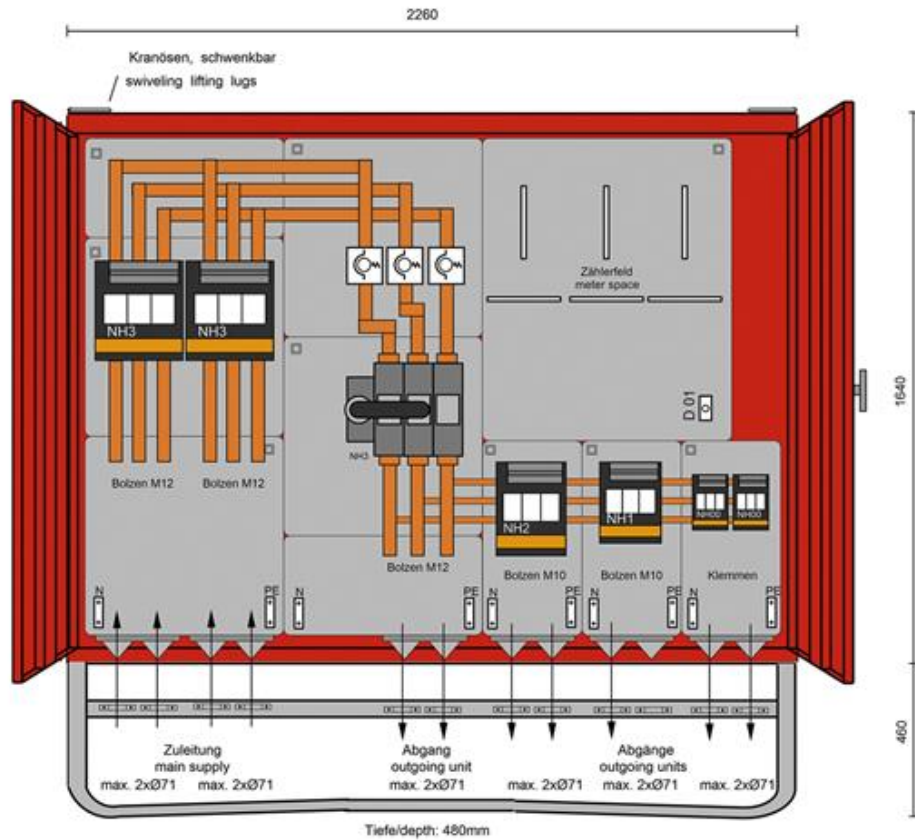 2260
Kranösen, schwenkbar
swiveling lifting lugs
Zählerfeld
meter space
NH3
NH3
1640
D 01
NH3
Bolzen M12
Bolzen M12
NH2
NH1
NH00
NH00
Bolzen M12
Bolzen M10
Bolzen M10
Klemmen
N
PE
N
PE
N
PE
N
PE
N
PE
460
Zuleitung
main supply
max. 2xØ71
max. 2xØ71
Abgang
outgoing unit
max. 2xØ71
Abgänge
outgoing units
max. 2xØ71
max. 2xØ71
max. 2xØ71
Tiefe/depth: 480mm